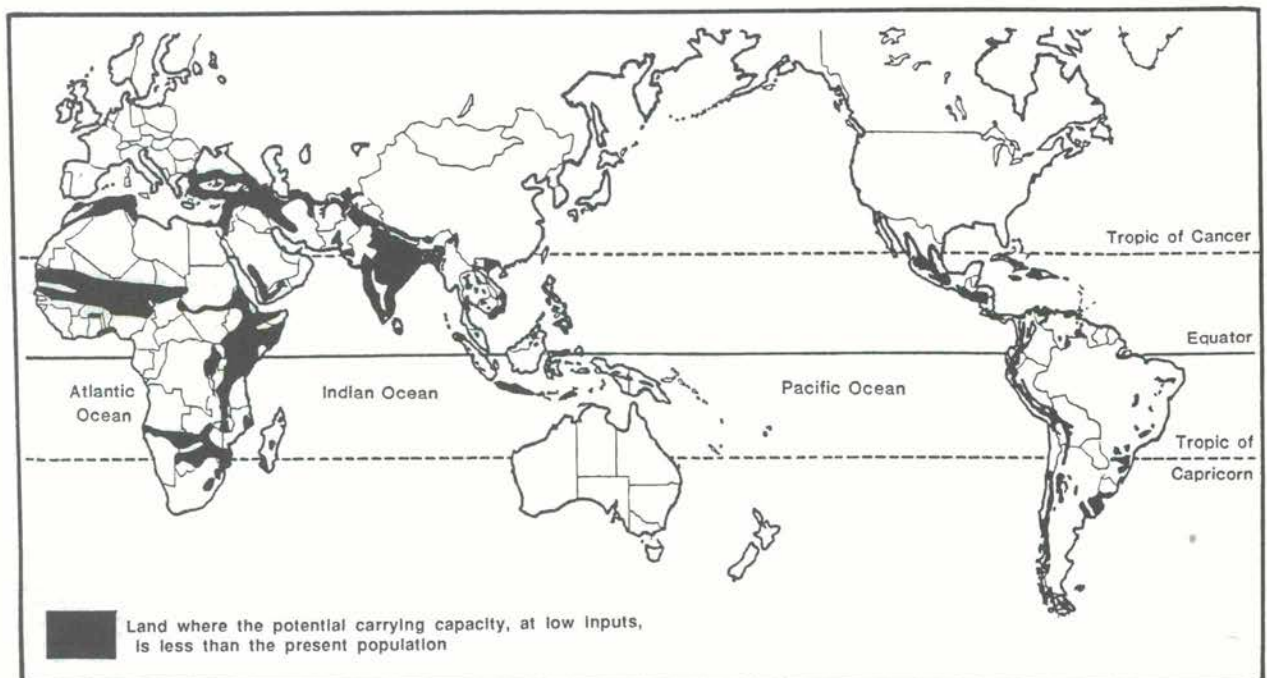 Tropic of Cancer
Equator
Atlantic
Ocean
Indian Ocean
Pacific Ocean
Tropic of
Capricorn
Land where the potential carrying capacity, at low inputs,
is less than the present population